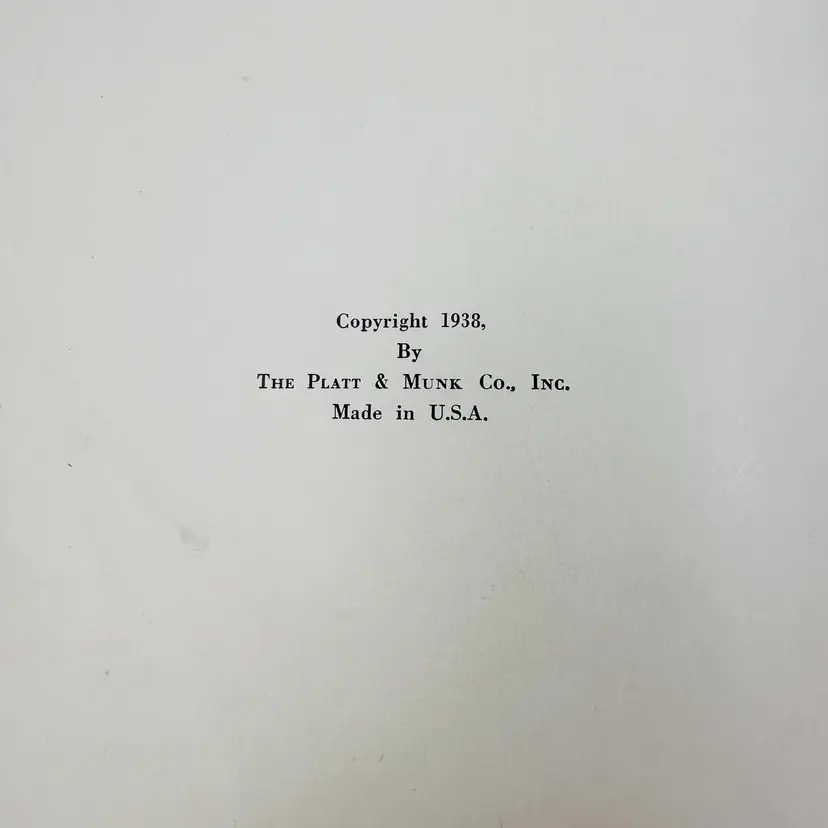 Copyright 1938,
By
The Platt & Munk Co., Inc.
Made in U.S.A.